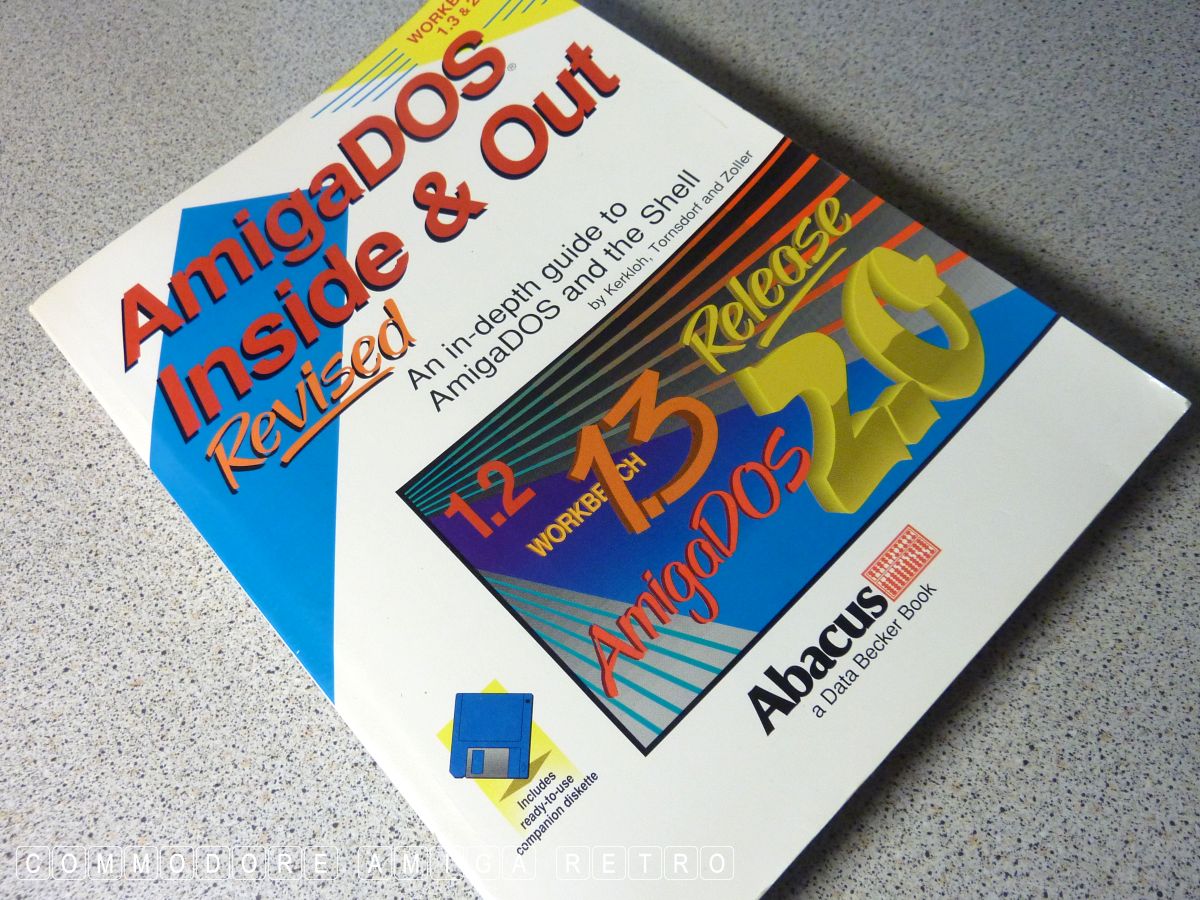 WORKB
1.3 & 2
AmigaDOS®
Inside & Out
Revised
An in-depth guide to
AmigaDOS and the Shell
by Kerkloh, Tornsdorf and Zoller
1.2
WORKBENCH
1.3
Release
2.0
AmigaDOS
Abacus
a Data Becker Book
Includes
ready-to-use
companion diskette
COMMODORE AMIGA RETRO